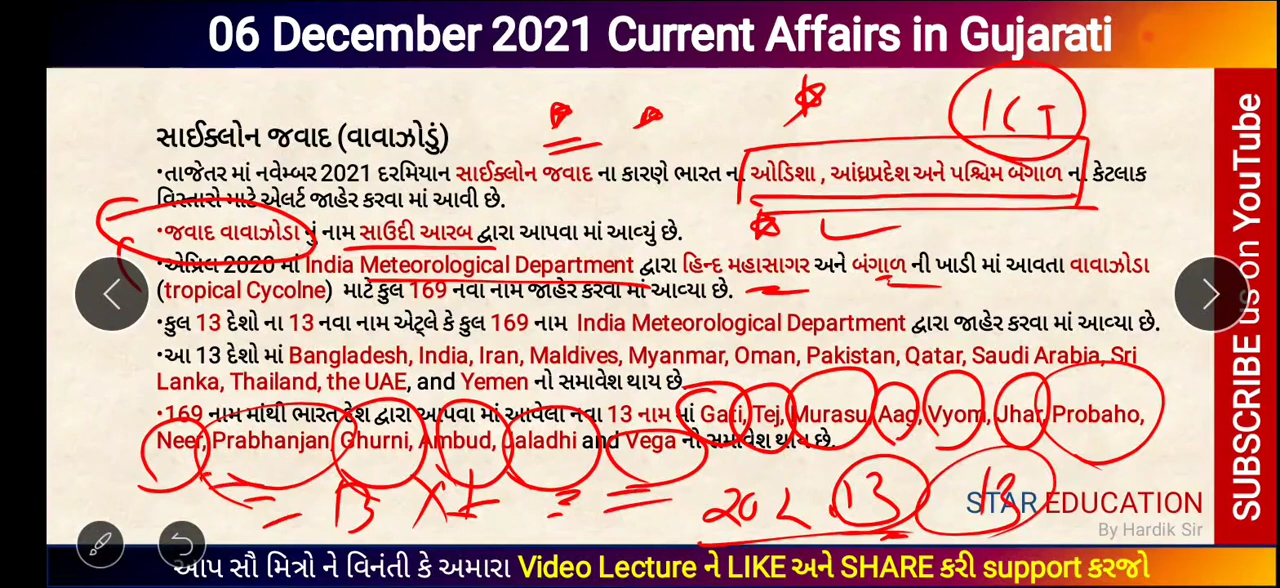 06 December 2021 Current Affairs in Gujarati
સાઈક્લોન જવાદ (વાવાઝોડું)
•તાજેતર માં નવેમ્બર 2021 દરમિયાન સાઈક્લોન જવાદ ના કારણે ભારત ના ઓડિશા , આંધ્રપ્રદેશ અને પશ્ચિમ બંગાળ ના કેટલાક
વિસ્તારો માટે એલર્ટ જાહેર કરવા માં આવી છે.
•જવાદ વાવાઝોડા નું નામ સાઉદી આરબ દ્વારા આપવા માં આવ્યું છે.
•એપ્રિલ 2020 માં India Meteorological Department દ્વારા હિન્દ મહાસાગર અને બંગાળ ની ખાડી માં આવતા વાવાઝોડા
(tropical Cycolne) માટે કુલ 169 નવા નામ જાહેર કરવા માં આવ્યા છે.
•કુલ 13 દેશો ના 13 નવા નામ એટ્લે કે કુલ 169 નામ India Meteorological Department દ્વારા જાહેર કરવા માં આવ્યા છે.
•આ 13 દેશો માં Bangladesh, India, Iran, Maldives, Myanmar, Oman, Pakistan, Qatar, Saudi Arabia, Sri
Lanka, Thailand, the UAE, and Yemen નો સમાવેશ થાય છે.
•169 નામ માંથી ભારત દેશ દ્વારા આપવા માં આવેલા નવા 13 નામ માં Gati, Tej, Murasu, Aag, Vyom, Jhar, Probaho,
Neer, Prabhanjan, Ghurni, Ambud, Jaladhi and Vega નો સમાવેશ થાય છે.
13 13
13
STAR EDUCATION
By Hardik Sir
SUBSCRIBE us on YouTube
આપ સૌ મિત્રો ને વિનંતી કે અમારા Video Lecture ને LIKE અને SHARE કરી support કરજો